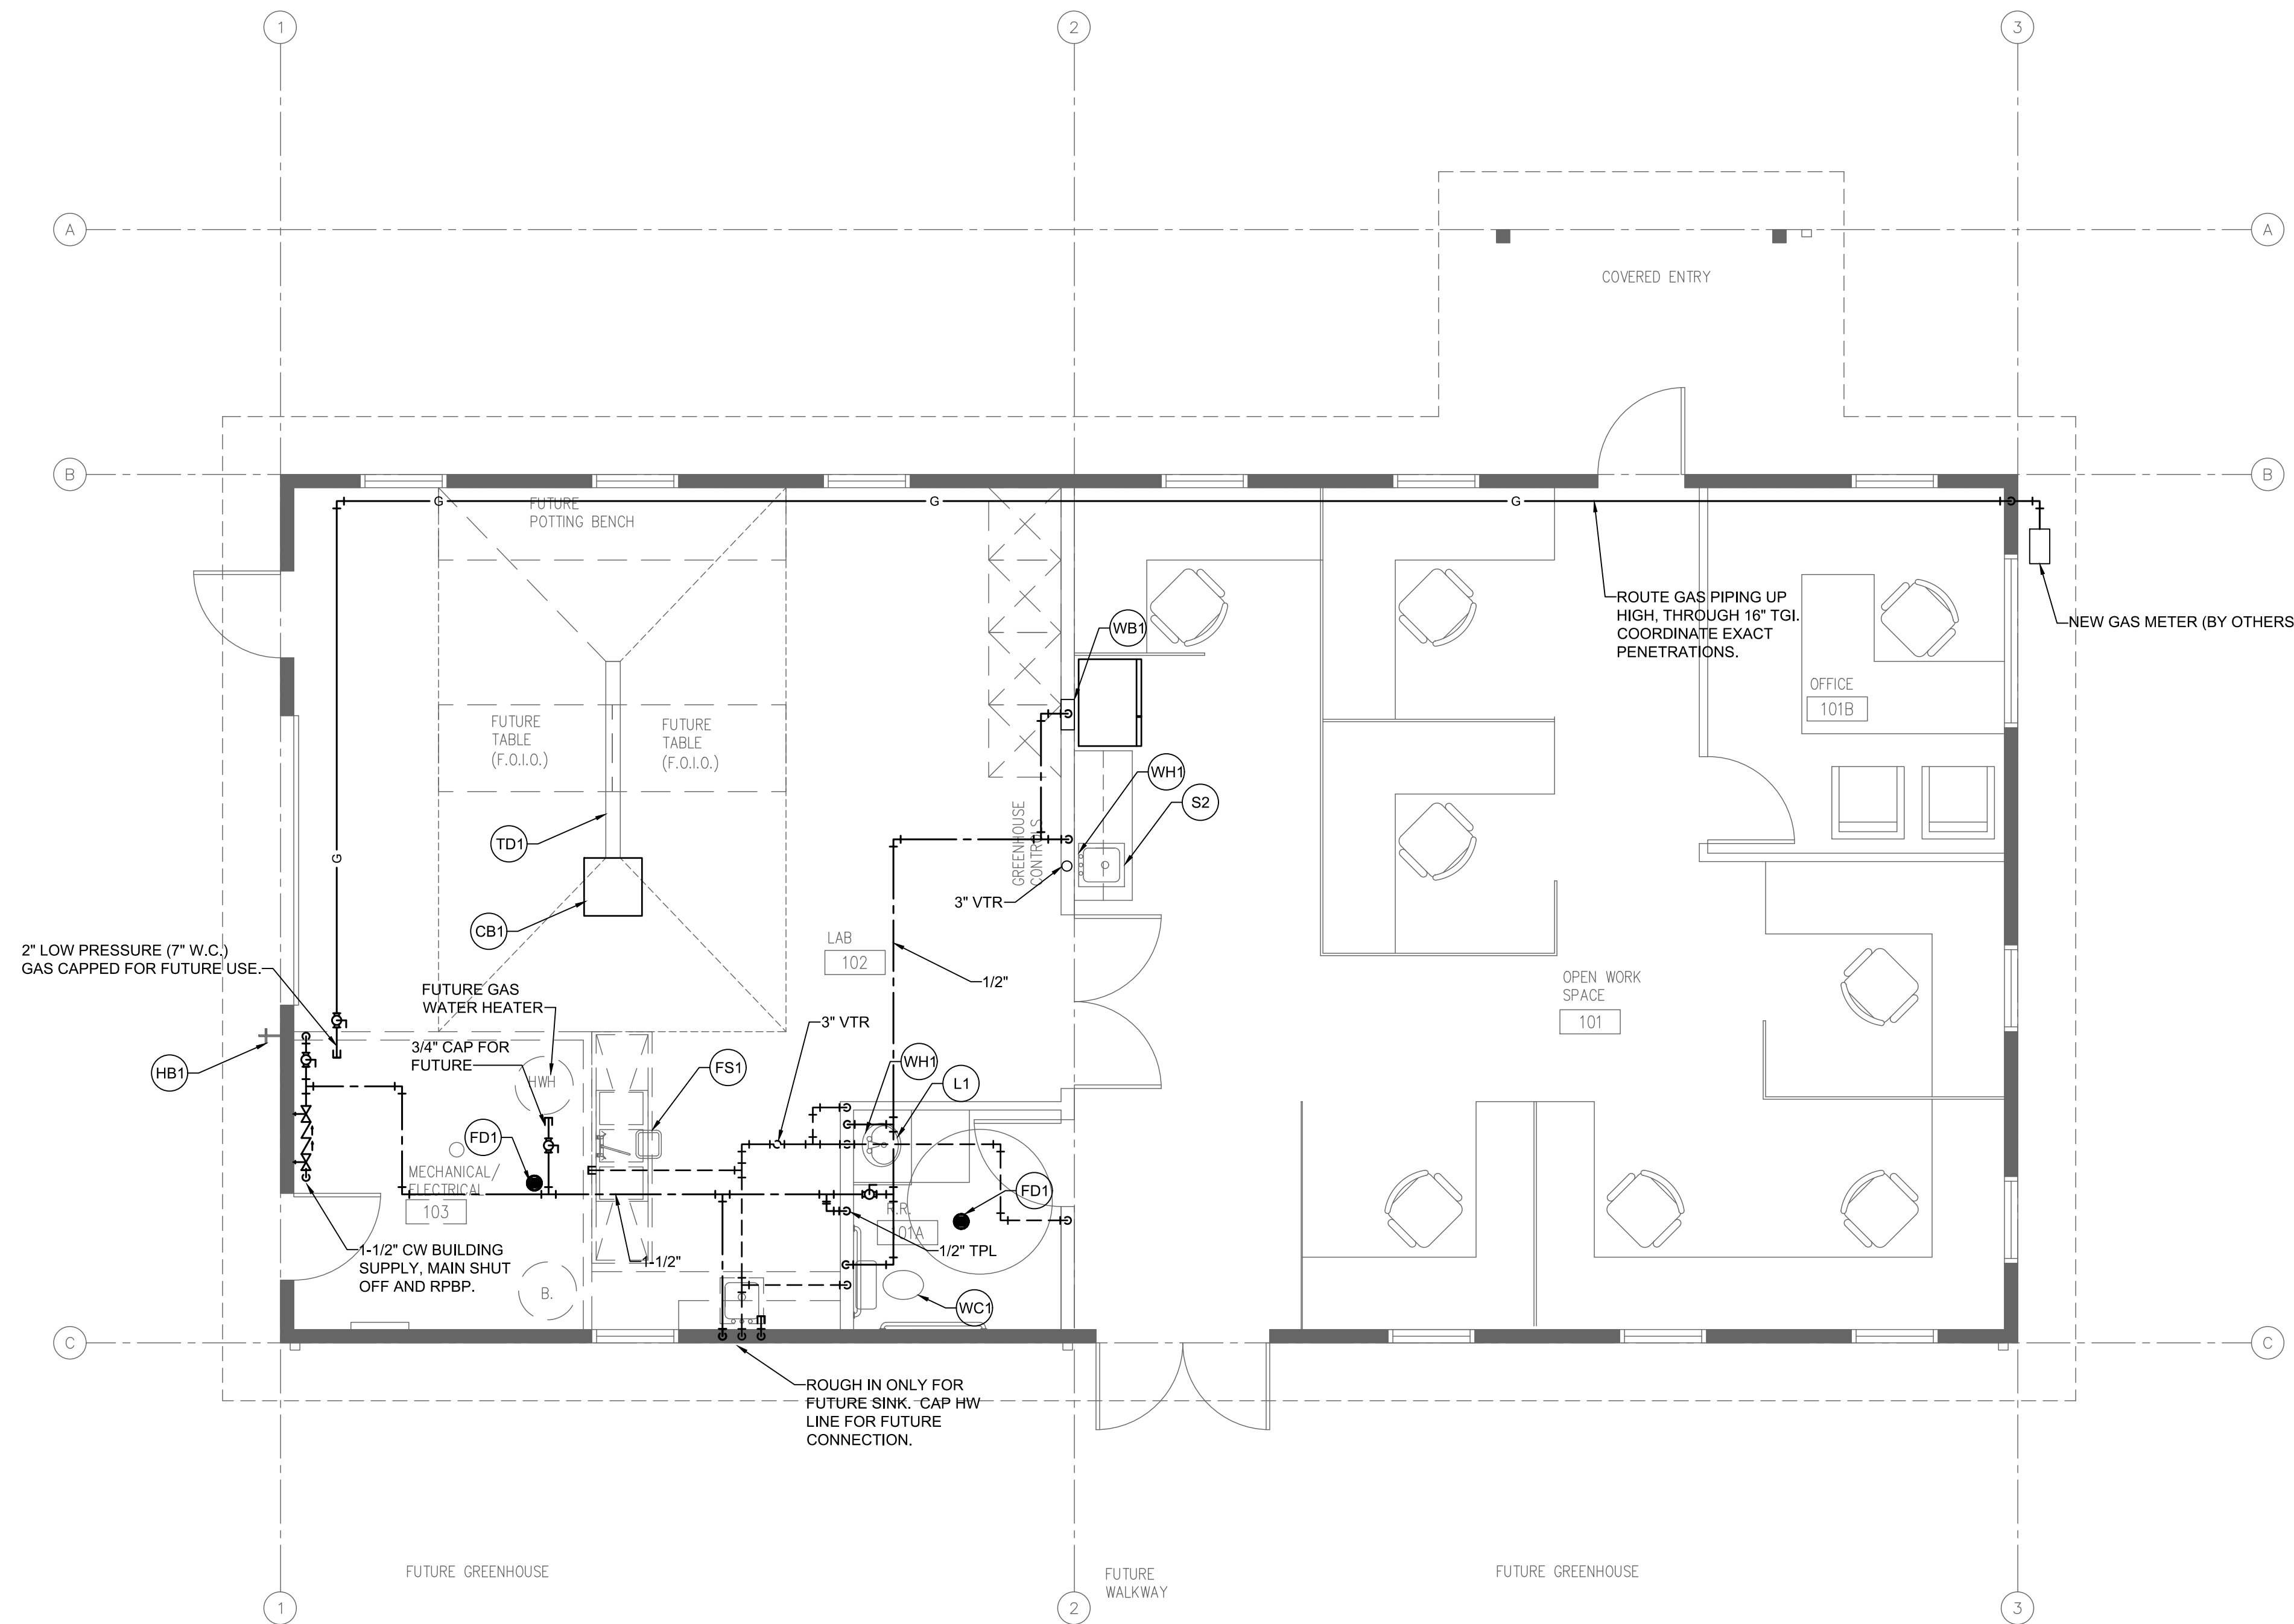 1
2
3
A
A
COVERED ENTRY
B
B
G
G
G
FUTURE
POTTING BENCH
ROUTE GAS PIPING UP
HIGH, THROUGH 16" TGI.
COORDINATE EXACT
PENETRATIONS.
NEW GAS METER (BY OTHERS
WB1
OFFICE
101B
FUTURE
TABLE
(F.O.I.O.)
FUTURE
TABLE
(F.O.I.O.)
WH1
S2
TD1
G
GREENHOUSE
CONTROLS
3" VTR
CB1
LAB
102
2" LOW PRESSURE (7" W.C.)
GAS CAPPED FOR FUTURE USE.
FUTURE GAS
WATER HEATER
1/2"
OPEN WORK
SPACE
101
3" VTR
3/4" CAP FOR
FUTURE
HB1
HWH
FS1
WH1
L1
FD1
MECHANICAL/
ELECTRICAL
103
FD1
R.R.
01A
1-1/2" CW BUILDING
SUPPLY, MAIN SHUT
OFF AND RPBP.
1-1/2"
1/2" TPL
B.
WC1
C
C
ROUGH IN ONLY FOR
FUTURE SINK. CAP HW
LINE FOR FUTURE
CONNECTION.
FUTURE GREENHOUSE
FUTURE
WALKWAY
FUTURE GREENHOUSE
1
2
3